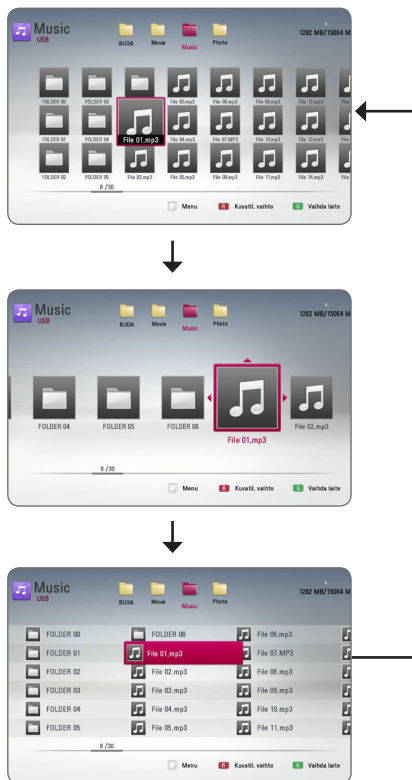 Music
USB
BUDA Movie Music Photo
1282 MB/15064 M
FOLDER 00 FOLDER 03 File 03.mp3 File 06.mp3 File 09.mp3 File 12.mp3 File
FOLDER 01 FOLDER 04 File 01.mp3 File 04.mp3 File 07.MP3 File 10.mp3 File 13.mp3 File
FOLDER 02 FOLDER 05 File 02.mp3 File 05.mp3 File 08.mp3 File 11.mp3 File 14.mp3 File
8 /30
Menu R Kuvatil. vaihto G Vaihda laite
Music
USB
BUDA Movie Music Photo
1282 MB/15064 M
FOLDER 04 FOLDER 05 FOLDER 06 File 01.mp3 File 02.mp3
8 /30
Menu R Kuvatil. vaihto G Vaihda laite
Music
USB
BUDA Movie Music Photo
1282 MB/15064 M
FOLDER 00 FOLDER 06 File 06.mp3
FOLDER 01 File 01.mp3 File 07.MP3
FOLDER 02 File 02.mp3 File 08.mp3
FOLDER 03 File 03.mp3 File 09.mp3
FOLDER 04 File 04.mp3 File 10.mp3
FOLDER 05 File 05.mp3 File 11.mp3
8 /30
Menu R Kuvatil. vaihto G Vaihda laite